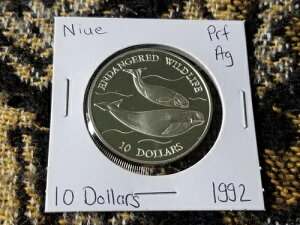 Niue
Prf
Ag
ENDANGERED WILDLIFE
10 DOLLARS
10 Dollars
1992